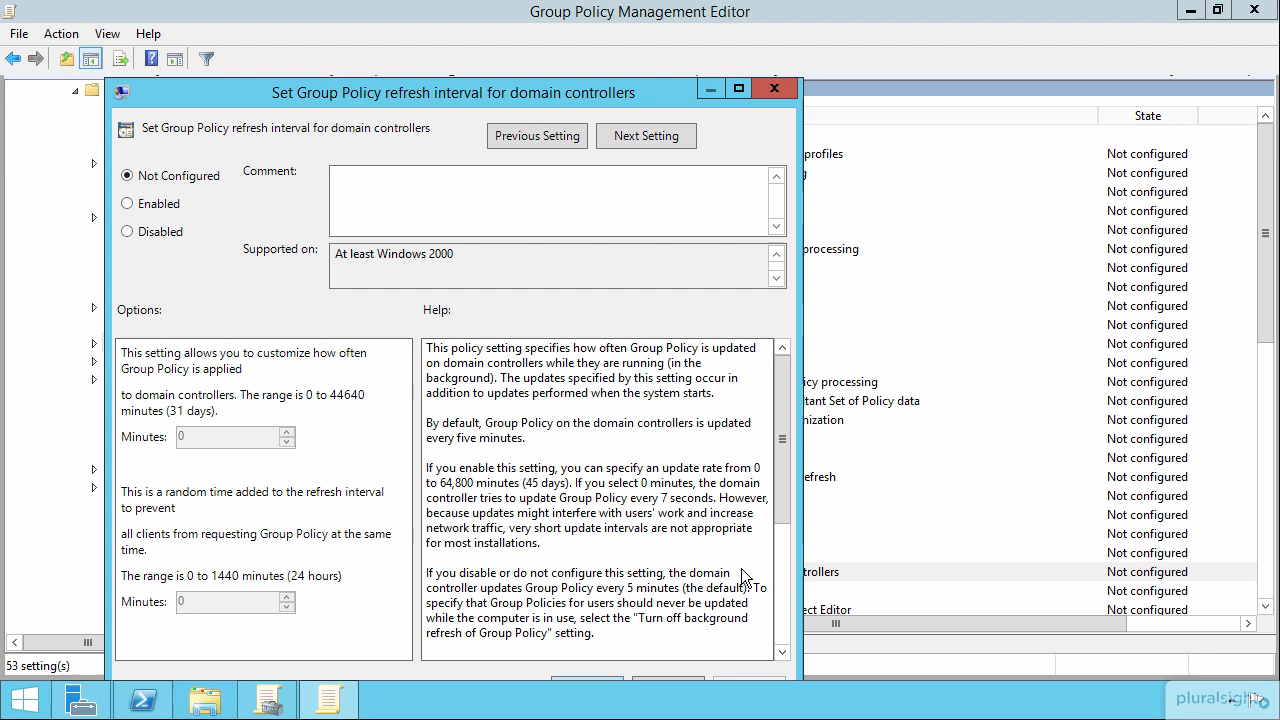 Group Policy Management Editor
File Action View Help
Set Group Policy refresh interval for domain controllers
Set Group Policy refresh interval for domain controllers
Previous Setting
Next Setting
Not Configured
Enabled
Disabled
Comment:
Supported on:
At least Windows 2000
Options:
Help:
This setting allows you to customize how often
Group Policy is applied
to domain controllers. The range is 0 to 44640
minutes (31 days).
Minutes: 0
This is a random time added to the refresh interval
to prevent
all clients from requesting Group Policy at the same
time.
The range is 0 to 1440 minutes (24 hours)
Minutes: 0
This policy setting specifies how often Group Policy is updated
on domain controllers while they are running (in the
background). The updates specified by this setting occur in
addition to updates performed when the system starts.
By default, Group Policy on the domain controllers is updated
every five minutes.
If you enable this setting, you can specify an update rate from 0
to 64,800 minutes (45 days). If you select 0 minutes, the domain
controller tries to update Group Policy every 7 seconds. However,
because updates might interfere with users' work and increase
network traffic, very short update intervals are not appropriate
for most installations.
If you disable or do not configure this setting, the domain
controller updates Group Policy every 5 minutes (the default). To
specify that Group Policies for users should never be updated
while the computer is in use, select the "Turn off background
refresh of Group Policy" setting.
State
profiles Not configured
Not configured
Not configured
Not configured
Not configured
processing Not configured
Not configured
Not configured
Not configured
Not configured
Not configured
Not configured
icy processing Not configured
tant Set of Policy data Not configured
nization Not configured
Not configured
Not configured
efresh Not configured
Not configured
Not configured
Not configured
Not configured
trollers Not configured
Not configured
ect Editor Not configured
53 setting(s)
pluralsight